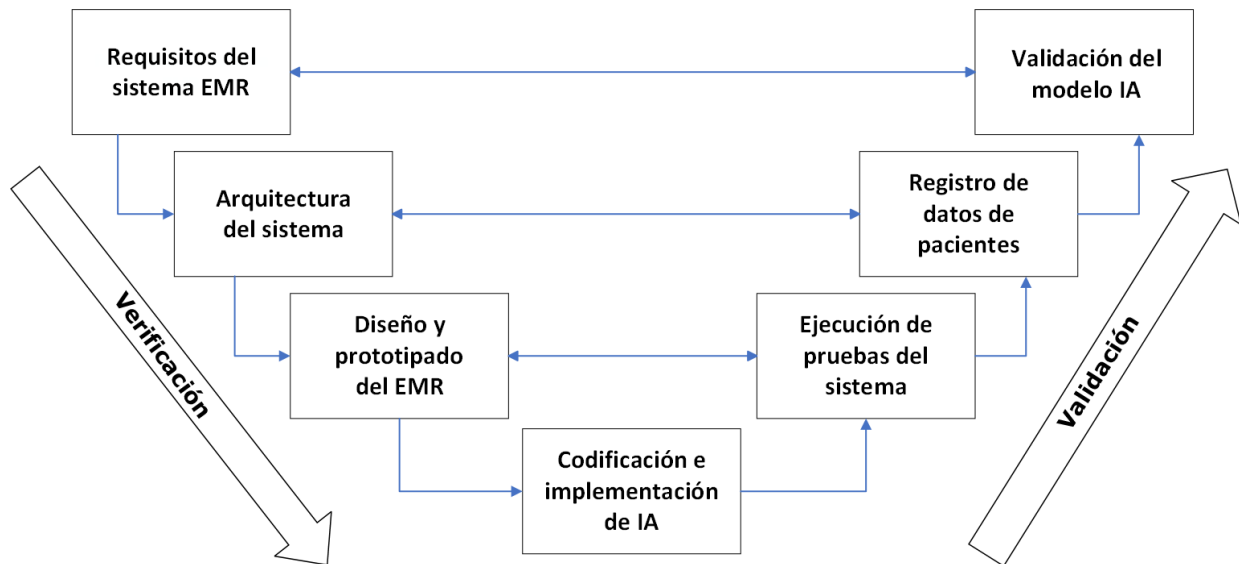 Requisitos del
sistema EMR
Validación del
modelo IA
Arquitectura
del sistema
Registro de
datos de
pacientes
Verificación
Diseño y
prototipado
del EMR
Ejecución de
pruebas del
sistema
Validación
Codificación e
implementación
de IA